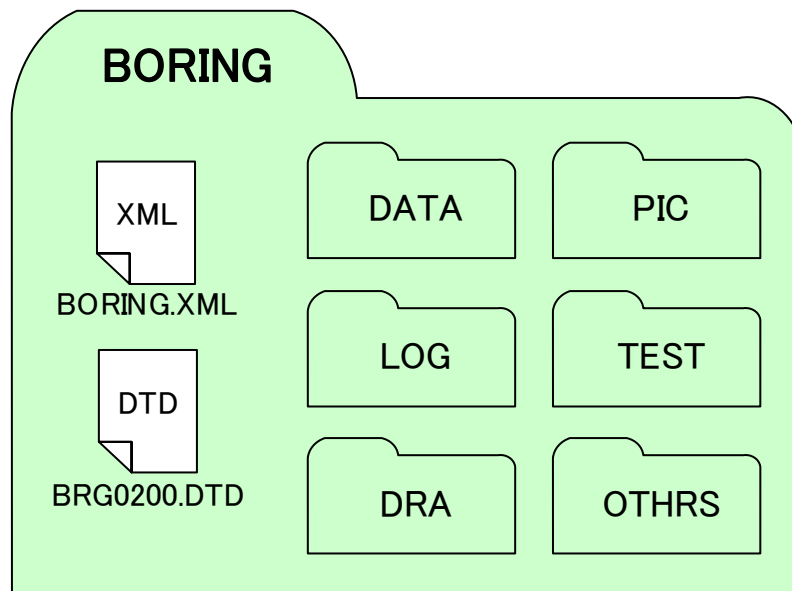 BORING
XML
BORING.XML
DTD
BRG0200.DTD
DATA
PIC
LOG
TEST
DRA
OTHRS